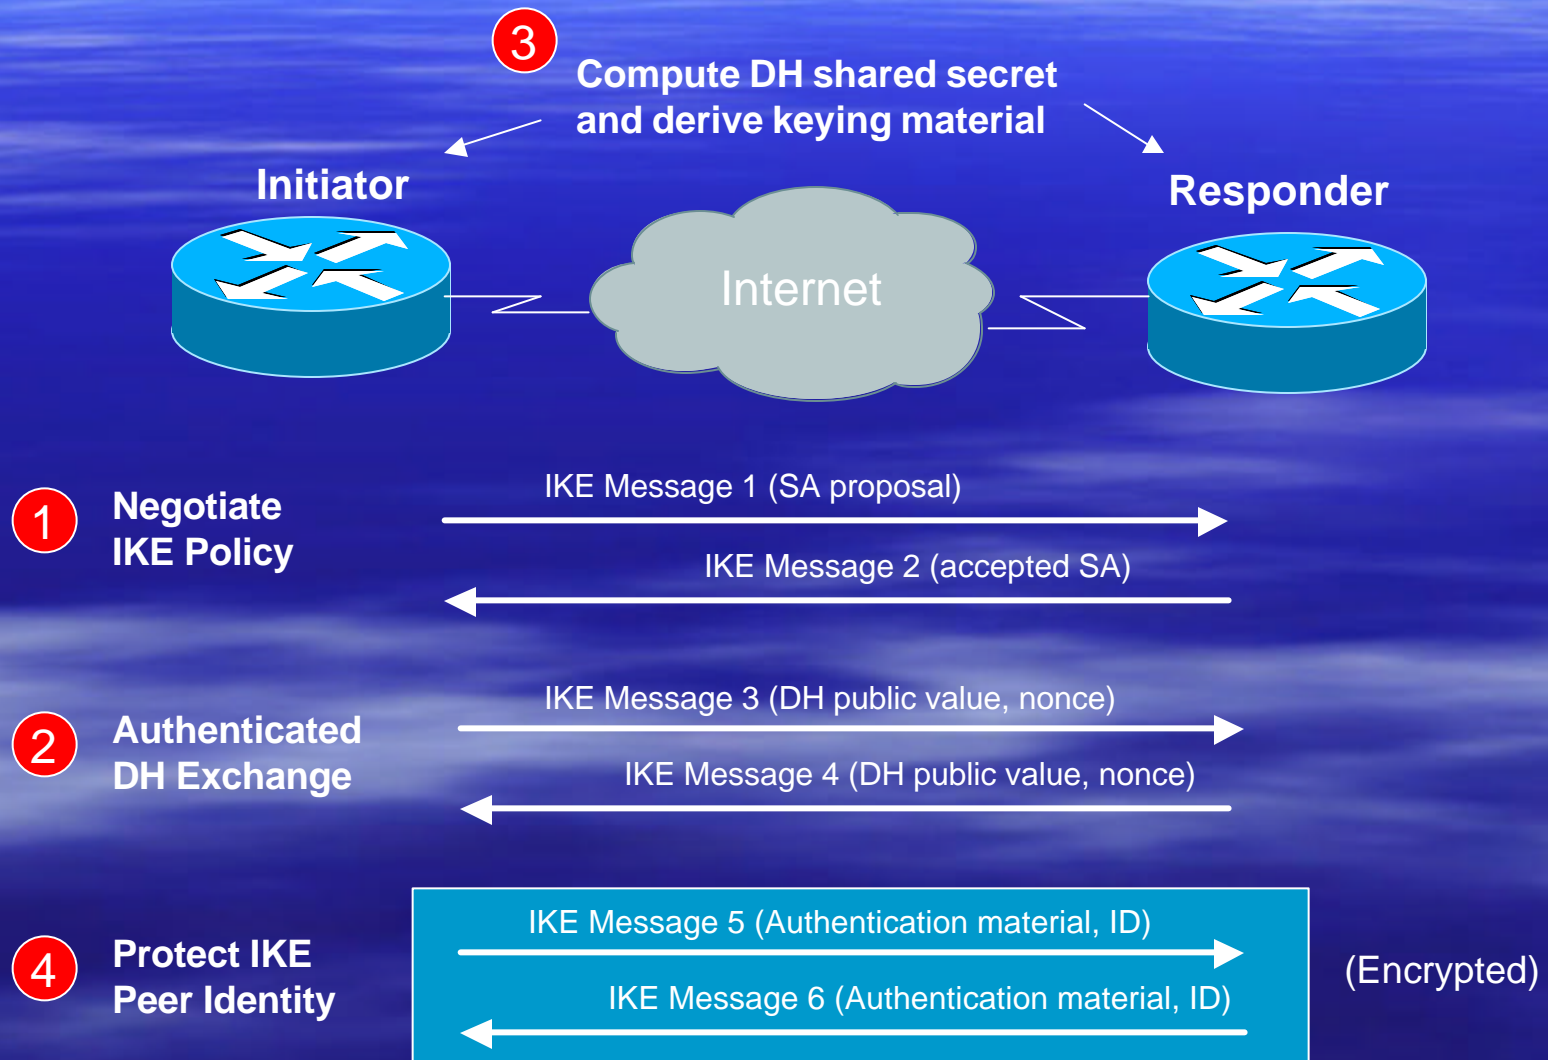 3
Compute DH shared secret
and derive keying material
Initiator
Responder
Internet
1
Negotiate
IKE Policy
IKE Message 1 (SA proposal)
IKE Message 2 (accepted SA)
2
Authenticated
DH Exchange
IKE Message 3 (DH public value, nonce)
IKE Message 4 (DH public value, nonce)
4
Protect IKE
Peer Identity
IKE Message 5 (Authentication material, ID)
IKE Message 6 (Authentication material, ID)
(Encrypted)